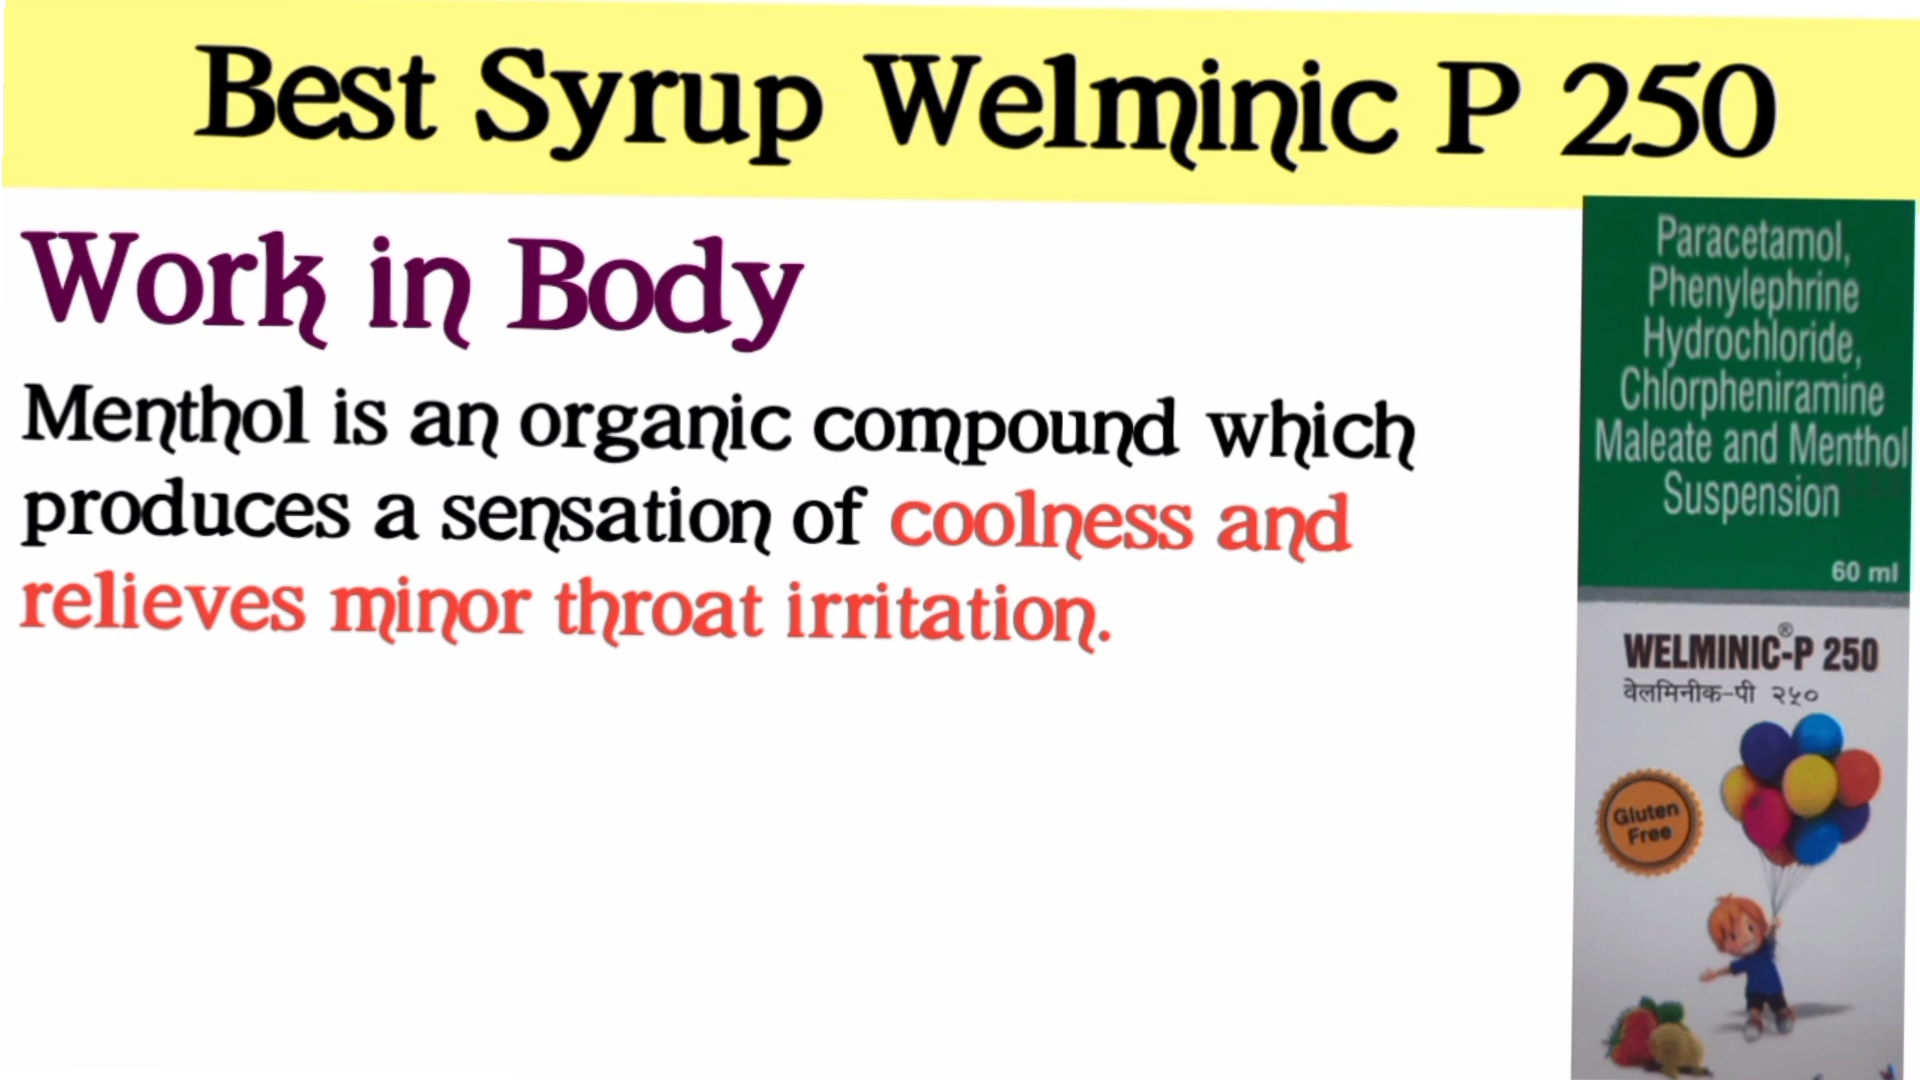 Best Syrup Welminic P 250
Work in Body
Menthol is an organic compound which
produces a sensation of coolness and
relieves minor throat irritation.
Paracetamol,
Phenylephrine
Hydrochloride,
Chlorpheniramine
Maleate and Menthol
Suspension
60 ml
WELMINIC®-P 250
वेलमिनीक-पी २५०
Gluten
Free